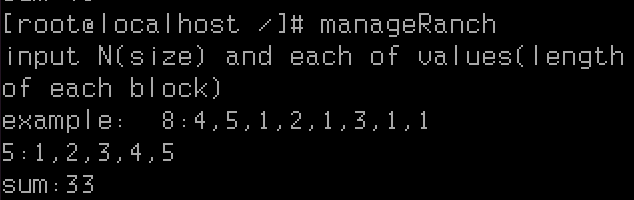 [root@localhost /]# manageRanch
input N(size) and each of values(length
of each block)
example:  8:4,5,1,2,1,3,1,1
5:1,2,3,4,5
sum:33